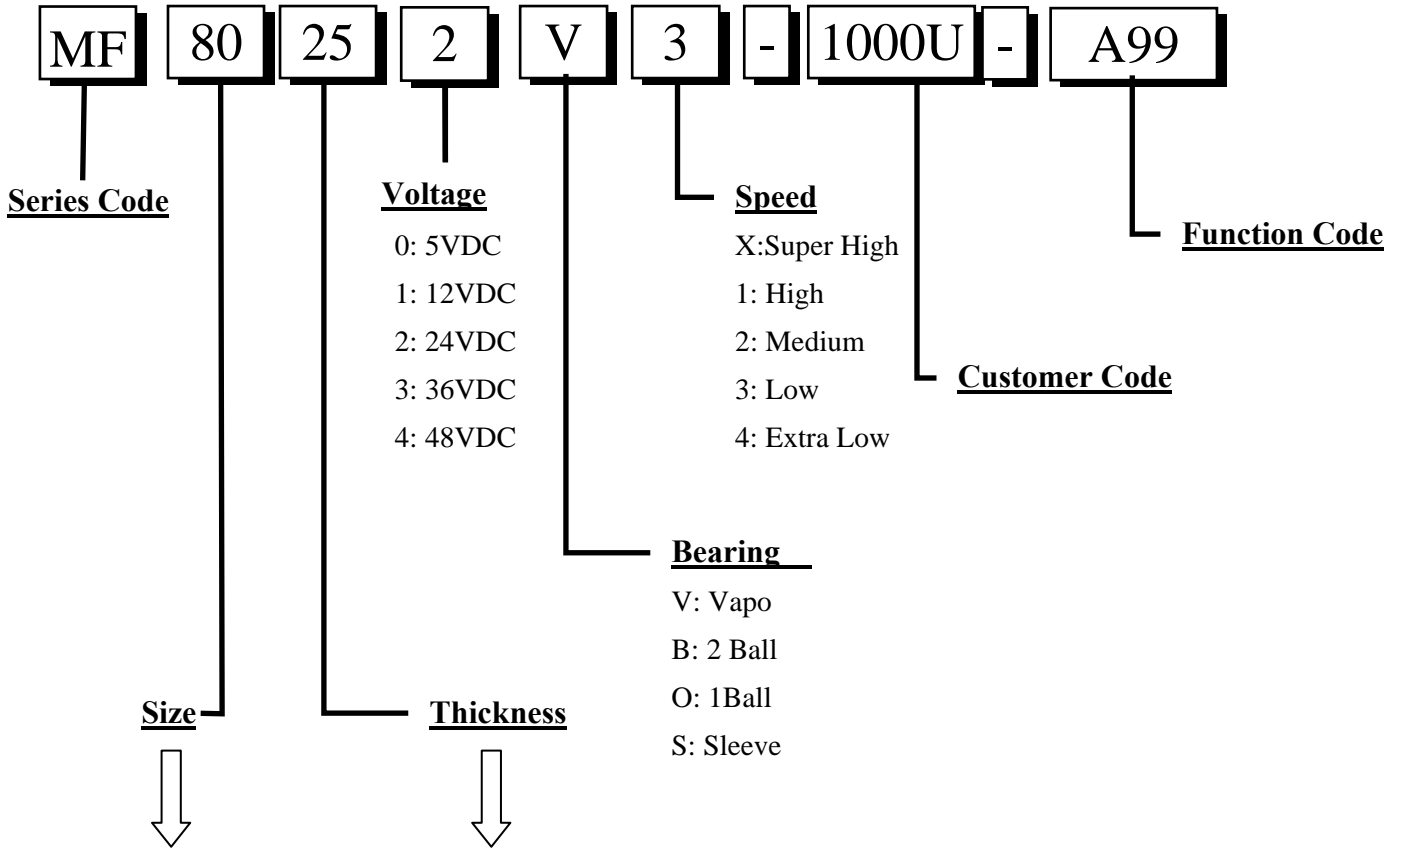 MF 80 25 2 V 3 - 1000U - A99
Series Code
Voltage
0: 5VDC
1: 12VDC
2: 24VDC
3: 36VDC
4: 48VDC
Speed
X:Super High
1: High
2: Medium
3: Low
4: Extra Low
Function Code
Customer Code
Bearing
V: Vapo
B: 2 Ball
O: 1Ball
S: Sleeve
Size
Thickness